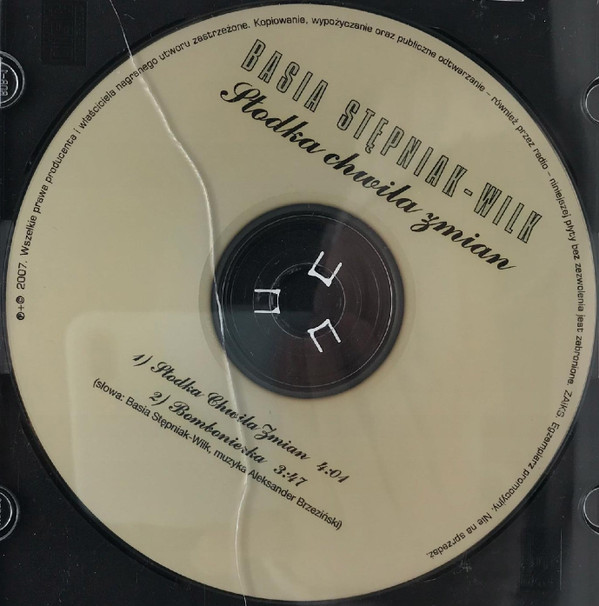 BASIA STĘPNIAK-WILK
Słodka chwila zmian
1) Słodka Chwila Zmian 4:01
2) Bombonierka 3:47
(słowa: Basia Stępniak-Wilk, muzyka Aleksander Brzeziński)
℗+© 2007. Wszelkie prawa producenta i właściciela nagranego utworu zastrzeżone. Kopiowanie, wypożyczanie oraz publiczne odtwarzanie – również przez radio – niniejszej płyty bez zezwolenia jest zabronione. ZAIKS. Egzemplarz promocyjny. Nie na sprzedaż.